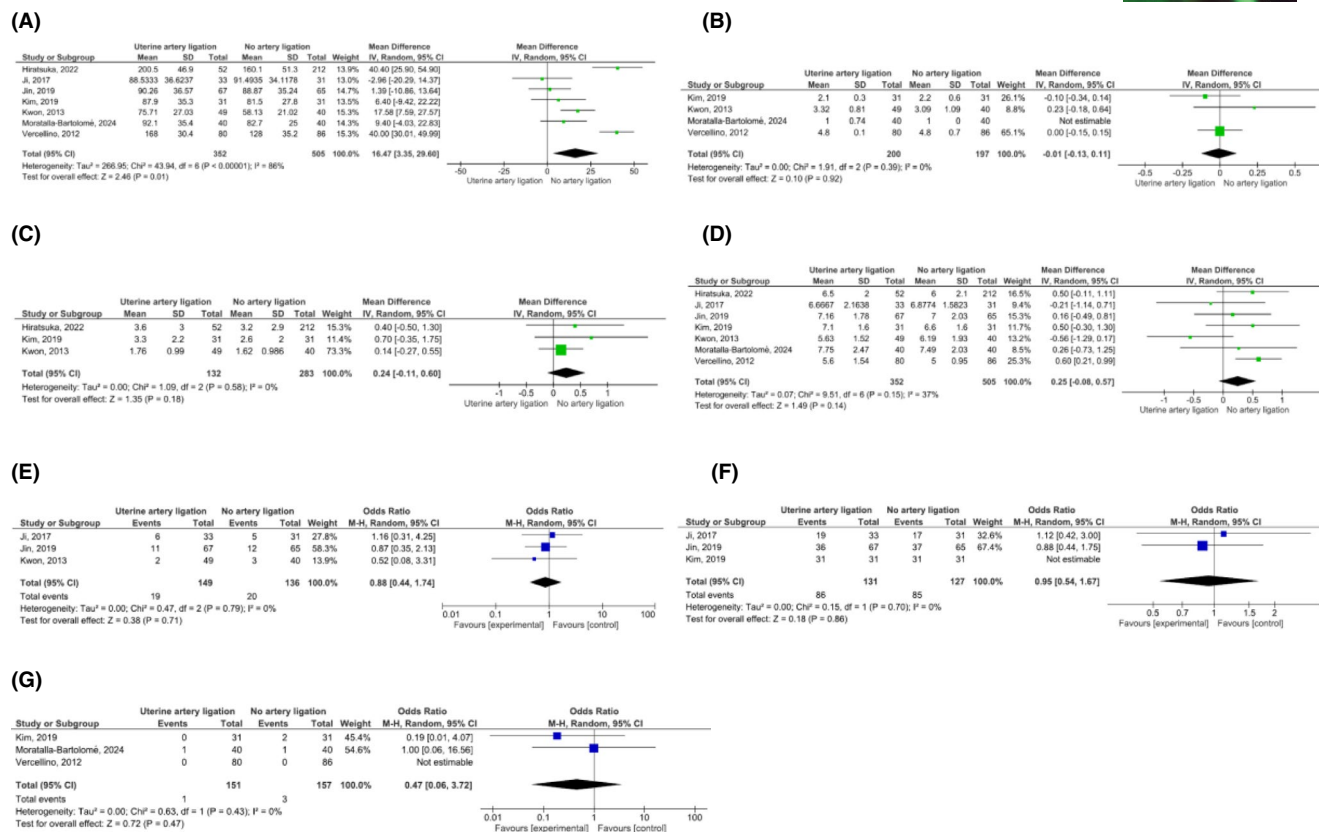 (A)
Uterine artery ligation No artery ligation Mean Difference Mean Difference
Study or Subgroup Mean SD Total Mean SD Total Weight IV, Random, 95% CI IV, Random, 95% CI
Hiratsuka, 2022 200.5 46.9 52 160.1 51.3 212 13.9% 40.40 [25.90, 54.90]
Ji, 2017 88.5333 36.6237 33 91.4935 34.1178 31 13.0% -2.96 [-20.29, 14.37]
Jin, 2019 90.26 36.57 67 88.87 35.24 65 14.7% 1.39 [-10.86, 13.64]
Kim, 2019 87.9 35.3 31 81.5 27.8 31 13.5% 6.40 [-9.42, 22.22]
Kwon, 2013 75.71 27.03 49 58.13 21.02 40 15.3% 17.58 [7.59, 27.57]
Moratalla-Bartolomé, 2024 92.1 35.4 40 82.7 25 40 14.3% 9.40 [-4.03, 22.83]
Vercellino, 2012 168 30.4 80 128 35.2 86 15.3% 40.00 [30.01, 49.99]
Total (95% CI) 352 505 100.0% 16.47 [3.35, 29.60]
Heterogeneity: Tau² = 266.95; Chi² = 43.94, df = 6 (P < 0.00001); I² = 86%
Test for overall effect: Z = 2.46 (P = 0.01)
-50 -25 0 25 50
Uterine artery ligation No artery ligation
(B)
Uterine artery ligation No artery ligation Mean Difference Mean Difference
Study or Subgroup Mean SD Total Mean SD Total Weight IV, Random, 95% CI IV, Random, 95% CI
Kim, 2019 2.1 0.3 31 2.2 0.6 31 26.1% -0.10 [-0.34, 0.14]
Kwon, 2013 3.32 0.81 49 3.09 1.09 40 8.8% 0.23 [-0.18, 0.64]
Moratalla-Bartolomé, 2024 1 0.74 40 1 0 40 Not estimable
Vercellino, 2012 4.8 0.1 80 4.8 0.7 86 65.1% 0.00 [-0.15, 0.15]
Total (95% CI) 200 197 100.0% -0.01 [-0.13, 0.11]
Heterogeneity: Tau² = 0.00; Chi² = 1.91, df = 2 (P = 0.39); I² = 0%
Test for overall effect: Z = 0.10 (P = 0.92)
-0.5 -0.25 0 0.25 0.5
Uterine artery ligation No artery ligation
(C)
Uterine artery ligation No artery ligation Mean Difference Mean Difference
Study or Subgroup Mean SD Total Mean SD Total Weight IV, Random, 95% CI IV, Random, 95% CI
Hiratsuka, 2022 3.6 3 52 3.2 2.9 212 15.3% 0.40 [-0.50, 1.30]
Kim, 2019 3.3 2.2 31 2.6 2 31 11.4% 0.70 [-0.35, 1.75]
Kwon, 2013 1.76 0.99 49 1.62 0.986 40 73.3% 0.14 [-0.27, 0.55]
Total (95% CI) 132 283 100.0% 0.24 [-0.11, 0.60]
Heterogeneity: Tau² = 0.00; Chi² = 1.09, df = 2 (P = 0.58); I² = 0%
Test for overall effect: Z = 1.35 (P = 0.18)
-1 -0.5 0 0.5 1
Uterine artery ligation No artery ligation
(D)
Uterine artery ligation No artery ligation Mean Difference Mean Difference
Study or Subgroup Mean SD Total Mean SD Total Weight IV, Random, 95% CI IV, Random, 95% CI
Hiratsuka, 2022 6.5 2 52 6 2.1 212 16.5% 0.50 [-0.11, 1.11]
Ji, 2017 6.6667 2.1638 33 6.8774 1.5823 31 9.4% -0.21 [-1.14, 0.71]
Jin, 2019 7.16 1.78 67 7 2.03 65 15.4% 0.16 [-0.49, 0.81]
Kim, 2019 7.1 1.6 31 6.6 1.6 31 11.7% 0.50 [-0.30, 1.30]
Kwon, 2013 5.63 1.52 49 6.19 1.93 40 13.0% -0.56 [-1.29, 0.17]
Moratalla-Bartolomé, 2024 7.75 2.47 40 7.49 2.03 40 8.7% 0.26 [-0.73, 1.25]
Vercellino, 2012 5.6 1.54 80 5 0.95 86 25.3% 0.60 [0.21, 0.99]
Total (95% CI) 352 505 100.0% 0.25 [-0.08, 0.57]
Heterogeneity: Tau² = 0.07; Chi² = 9.51, df = 6 (P = 0.15); I² = 37%
Test for overall effect: Z = 1.49 (P = 0.14)
-1 -0.5 0 0.5 1
Uterine artery ligation No artery ligation
(E)
Uterine artery ligation No artery ligation Odds Ratio Odds Ratio
Study or Subgroup Events Total Events Total Weight M-H, Random, 95% CI M-H, Random, 95% CI
Ji, 2017 6 33 5 31 27.8% 1.16 [0.31, 4.25]
Jin, 2019 11 67 12 65 58.3% 0.87 [0.35, 2.13]
Kwon, 2013 2 49 3 40 13.9% 0.52 [0.08, 3.31]
Total (95% CI) 149 136 100.0% 0.88 [0.44, 1.74]
Total events 19 20
Heterogeneity: Tau² = 0.00; Chi² = 0.47, df = 2 (P = 0.79); I² = 0%
Test for overall effect: Z = 0.38 (P = 0.71)
0.01 0.1 1 10 100
Favours [experimental] Favours [control]
(F)
Uterine artery ligation No artery ligation Odds Ratio Odds Ratio
Study or Subgroup Events Total Events Total Weight M-H, Random, 95% CI M-H, Random, 95% CI
Ji, 2017 19 33 17 31 32.6% 1.12 [0.42, 3.00]
Jin, 2019 36 67 37 65 67.4% 0.88 [0.44, 1.75]
Kim, 2019 31 31 31 31 Not estimable
Total (95% CI) 131 127 100.0% 0.95 [0.54, 1.67]
Total events 86 85
Heterogeneity: Tau² = 0.00; Chi² = 0.15, df = 1 (P = 0.70); I² = 0%
Test for overall effect: Z = 0.18 (P = 0.86)
0.5 0.7 1 1.5 2
Favours [experimental] Favours [control]
(G)
Uterine artery ligation No artery ligation Odds Ratio Odds Ratio
Study or Subgroup Events Total Events Total Weight M-H, Random, 95% CI M-H, Random, 95% CI
Kim, 2019 0 31 2 31 45.4% 0.19 [0.01, 4.07]
Moratalla-Bartolomé, 2024 1 40 1 40 54.6% 1.00 [0.06, 16.56]
Vercellino, 2012 0 80 0 86 Not estimable
Total (95% CI) 151 157 100.0% 0.47 [0.06, 3.72]
Total events 1 3
Heterogeneity: Tau² = 0.00; Chi² = 0.63, df = 1 (P = 0.43); I² = 0%
Test for overall effect: Z = 0.72 (P = 0.47)
0.01 0.1 1 10 100
Favours [experimental] Favours [control]